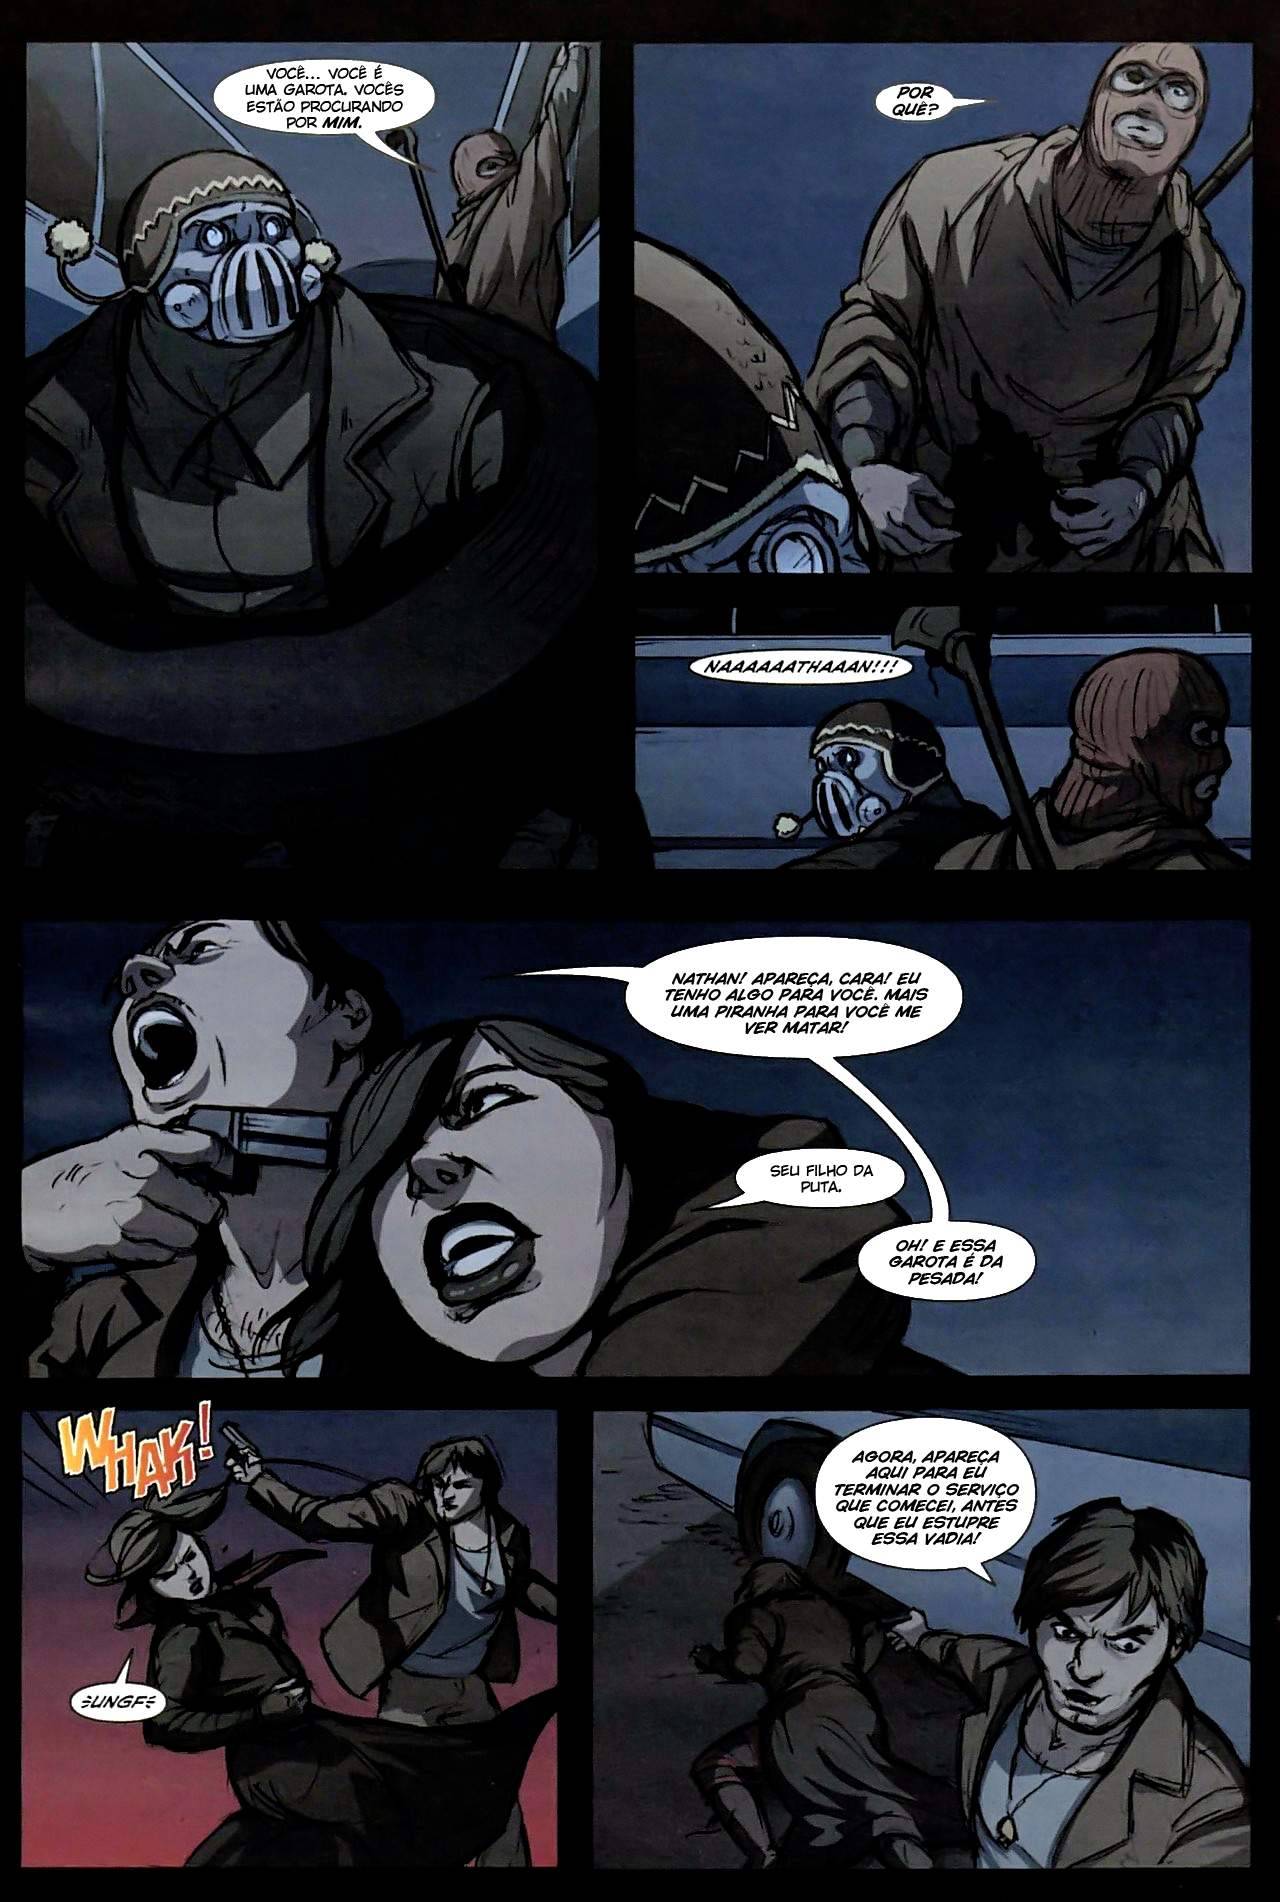 VOCÊ... VOCÊ É
UMA GAROTA. VOCÊS
ESTÃO PROCURANDO
POR MIM.
POR
QUÊ?
NAAAAAATHAAAN!!!
NATHAN! APAREÇA, CARA! EU
TENHO ALGO PARA VOCÊ. MAIS
UMA PIRANHA PARA VOCÊ ME
VER MATAR!
SEU FILHO DA
PUTA.
OH! E ESSA
GAROTA É DA
PESADA!
WHAK!
UNGF
AGORA, APAREÇA
AQUI PARA EU
TERMINAR O SERVIÇO
QUE COMECEI, ANTES
QUE EU ESTUPRE
ESSA VADIA!